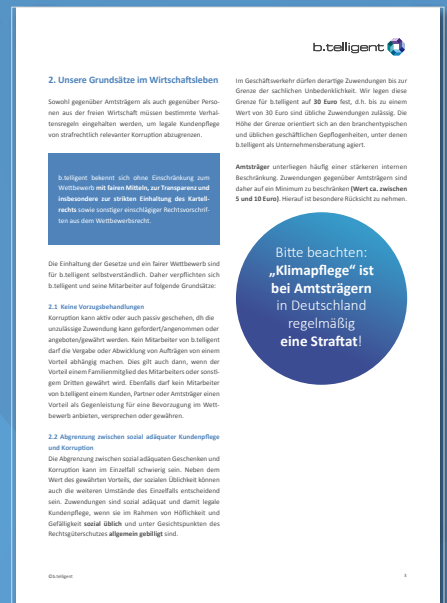 b.telligent
2. Unsere Grundsätze im Wirtschaftsleben
Sowohl gegenüber Amtsträgern als auch gegenüber Perso-
nen aus der freien Wirtschaft müssen bestimmte Verhal-
tensregeln eingehalten werden, um legale Kundenpflege
von strafrechtlich relevanter Korruption abzugrenzen.
b.telligent bekennt sich ohne Einschränkung zum
Wettbewerb mit fairen Mitteln, zur Transparenz und
insbesondere zur strikten Einhaltung des Kartell-
rechts sowie sonstiger einschlägiger Rechtsvorschrif-
ten aus dem Wettbewerbsrecht.
Die Einhaltung der Gesetze und ein fairer Wettbewerb sind
für b.telligent selbstverständlich. Daher verpflichten sich
b.telligent und seine Mitarbeiter auf folgende Grundsätze:
2.1 Keine Vorzugsbehandlungen
Korruption kann aktiv oder auch passiv geschehen, dh die
unzulässige Zuwendung kann gefordert/angenommen oder
angeboten/gewährt werden. Kein Mitarbeiter von b.telligent
darf die Vergabe oder Abwicklung von Aufträgen von einem
Vorteil abhängig machen. Dies gilt auch dann, wenn der
Vorteil einem Familienmitglied des Mitarbeiters oder sonsti-
gem Dritten gewährt wird. Ebenfalls darf kein Mitarbeiter
von b.telligent einem Kunden, Partner oder Amtsträger einen
Vorteil als Gegenleistung für eine Bevorzugung im Wett-
bewerb anbieten, versprechen oder gewähren.
2.2 Abgrenzung zwischen sozial adäquater Kundenpflege
und Korruption
Die Abgrenzung zwischen sozial adäquaten Geschenken und
Korruption kann im Einzelfall schwierig sein. Neben dem
Wert des gewährten Vorteils, der sozialen Üblichkeit können
auch die weiteren Umstände des Einzelfalls entscheidend
sein. Zuwendungen sind sozial adäquat und damit legale
Kundenpflege, wenn sie im Rahmen von Höflichkeit und
Gefälligkeit sozial üblich und unter Gesichtspunkten des
Rechtsgüterschutzes allgemein gebilligt sind.
Im Geschäftsverkehr dürfen derartige Zuwendungen bis zur
Grenze der sachlichen Unbedenklichkeit. Wir legen diese
Grenze für b.telligent auf 30 Euro fest, d.h. bis zu einem
Wert von 30 Euro sind übliche Zuwendungen zulässig. Die
Höhe der Grenze orientiert sich an den branchentypischen
und üblichen geschäftlichen Gepflogenheiten, unter denen
b.telligent als Unternehmensberatung agiert.
Amtsträger unterliegen häufig einer stärkeren internen
Beschränkung. Zuwendungen gegenüber Amtsträgern sind
daher auf ein Minimum zu beschränken (Wert ca. zwischen
5 und 10 Euro). Hierauf ist besondere Rücksicht zu nehmen.
Bitte beachten:
„Klimapflege“ ist
bei Amtsträgern
in Deutschland
regelmäßig
eine Straftat!
©b.telligent